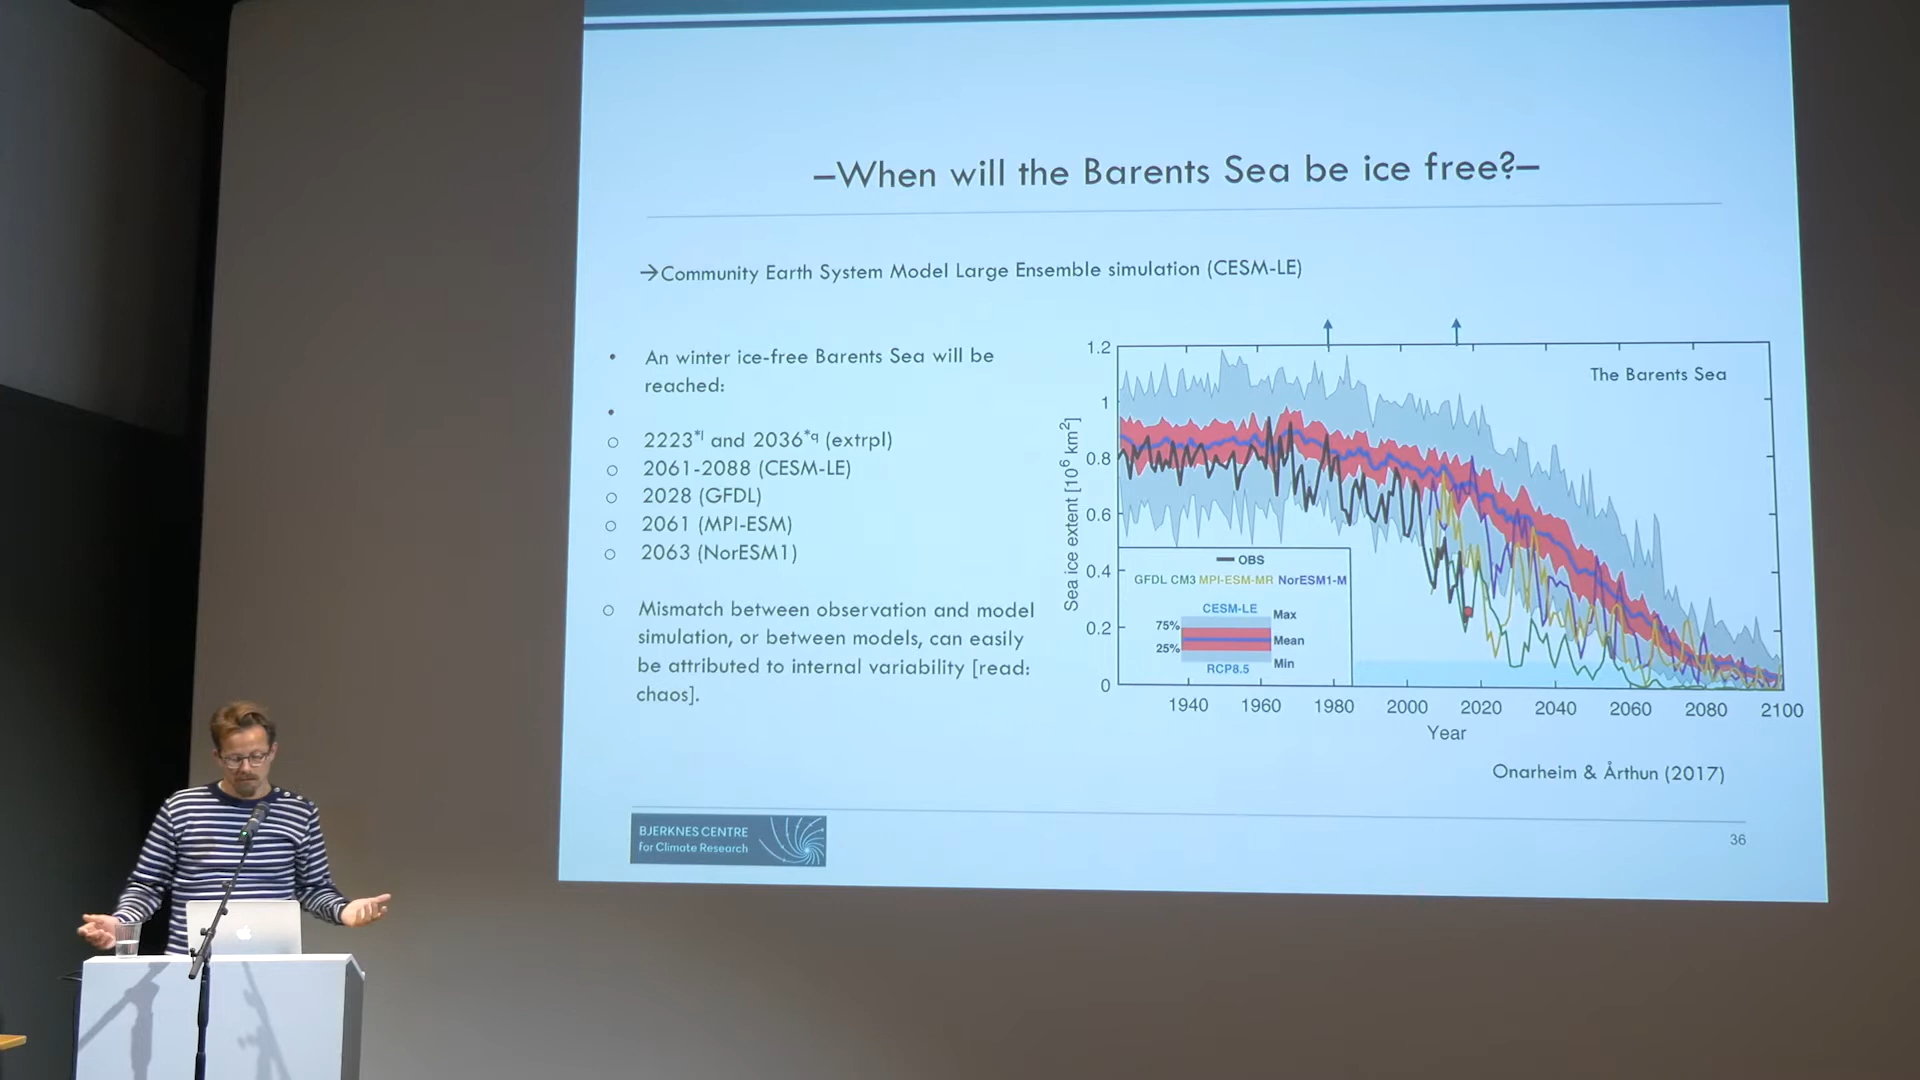 –When will the Barents Sea be ice free?–
→Community Earth System Model Large Ensemble simulation (CESM-LE)
• An winter ice-free Barents Sea will be
reached:
•
○ 2223*l and 2036*q (extrpl)
○ 2061-2088 (CESM-LE)
○ 2028 (GFDL)
○ 2061 (MPI-ESM)
○ 2063 (NorESM1)
○ Mismatch between observation and model
simulation, or between models, can easily
be attributed to internal variability [read:
chaos].
The Barents Sea
1.2
1
0.8
0.6
0.4
0.2
0
Sea ice extent [10⁶ km²]
OBS
GFDL CM3 MPI-ESM-MR NorESM1-M
CESM-LE
75%
25%
Max
Mean
Min
RCP8.5
1940 1960 1980 2000 2020 2040 2060 2080 2100
Year
Onarheim & Årthun (2017)
BJERKNES CENTRE
for Climate Research
36